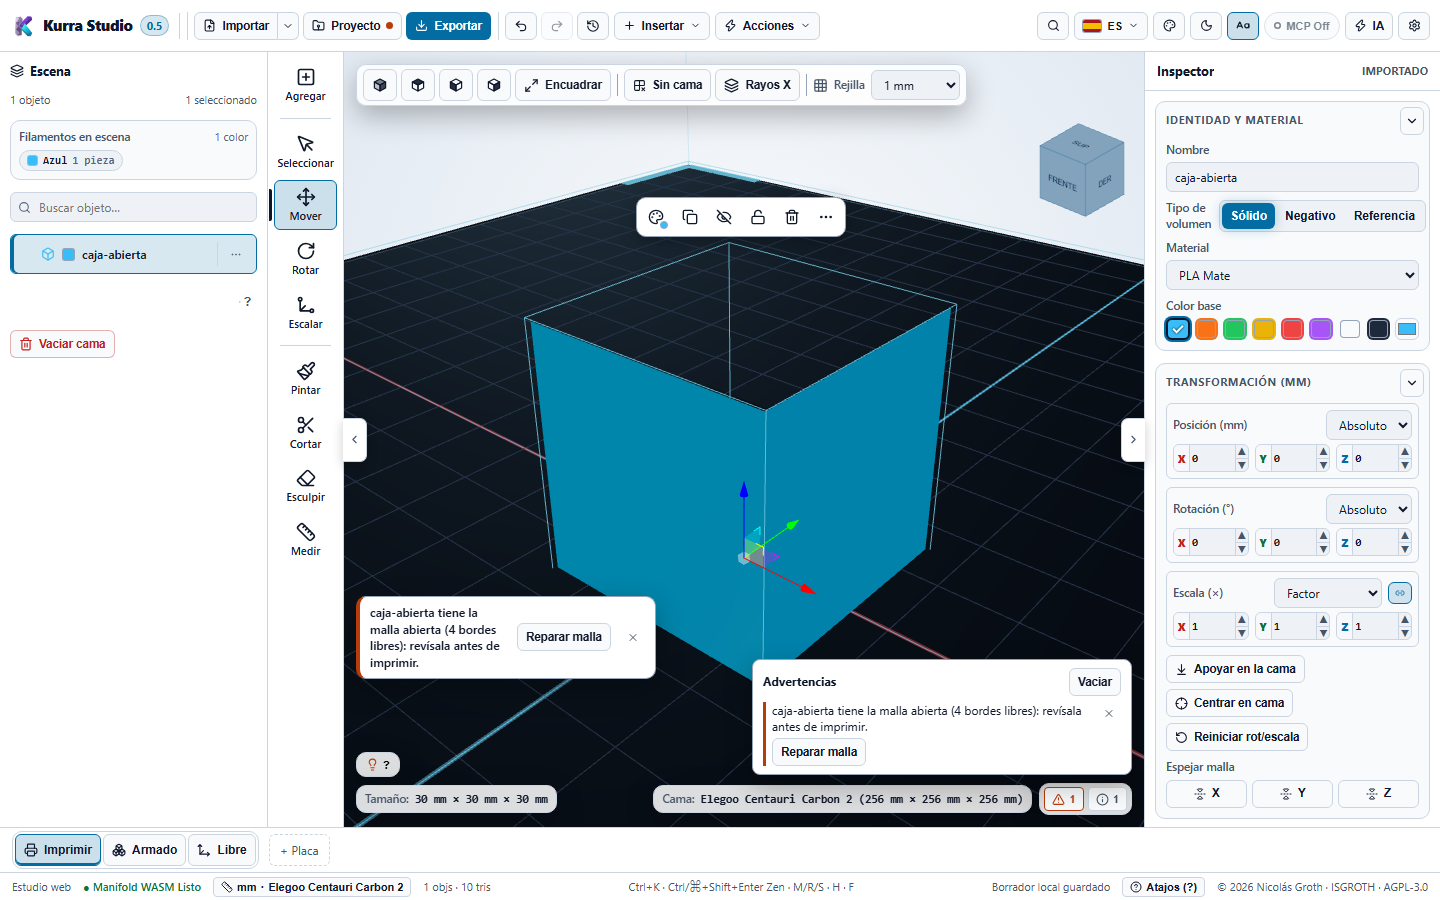 Kurra Studio 0.5
Importar
Proyecto
Exportar
Insertar
Acciones
ES
Aa
MCP Off
IA
Escena
1 objeto
1 seleccionado
Filamentos en escena
1 color
Azul 1 pieza
Buscar objeto...
caja-abierta
?
Vaciar cama
Agregar
Seleccionar
Mover
Rotar
Escalar
Pintar
Cortar
Esculpir
Medir
Encuadrar
Sin cama
Rayos X
Rejilla
1 mm
SUP
FRENTE
DER
caja-abierta tiene la
malla abierta (4 bordes
libres): revísala antes de
imprimir.
Reparar malla
Advertencias
Vaciar
caja-abierta tiene la malla abierta (4 bordes libres): revísala
antes de imprimir.
Reparar malla
?
Tamaño: 30 mm × 30 mm × 30 mm
Cama: Elegoo Centauri Carbon 2 (256 mm × 256 mm × 256 mm)
1
1
Inspector
IMPORTADO
IDENTIDAD Y MATERIAL
Nombre
caja-abierta
Tipo de
volumen
Sólido
Negativo
Referencia
Material
PLA Mate
Color base
TRANSFORMACIÓN (MM)
Posición (mm)
Absoluto
X 0
Y 0
Z 0
Rotación (°)
Absoluto
X 0
Y 0
Z 0
Escala (×)
Factor
X 1
Y 1
Z 1
Apoyar en la cama
Centrar en cama
Reiniciar rot/escala
Espejar malla
X
Y
Z
Imprimir
Armado
Libre
+ Placa
Estudio web
Manifold WASM Listo
mm · Elegoo Centauri Carbon 2
1 objs · 10 tris
Ctrl+K · Ctrl/⌘+Shift+Enter Zen · M/R/S · H · F
Borrador local guardado
Atajos (?)
© 2026 Nicolás Groth · ISGROTH · AGPL-3.0